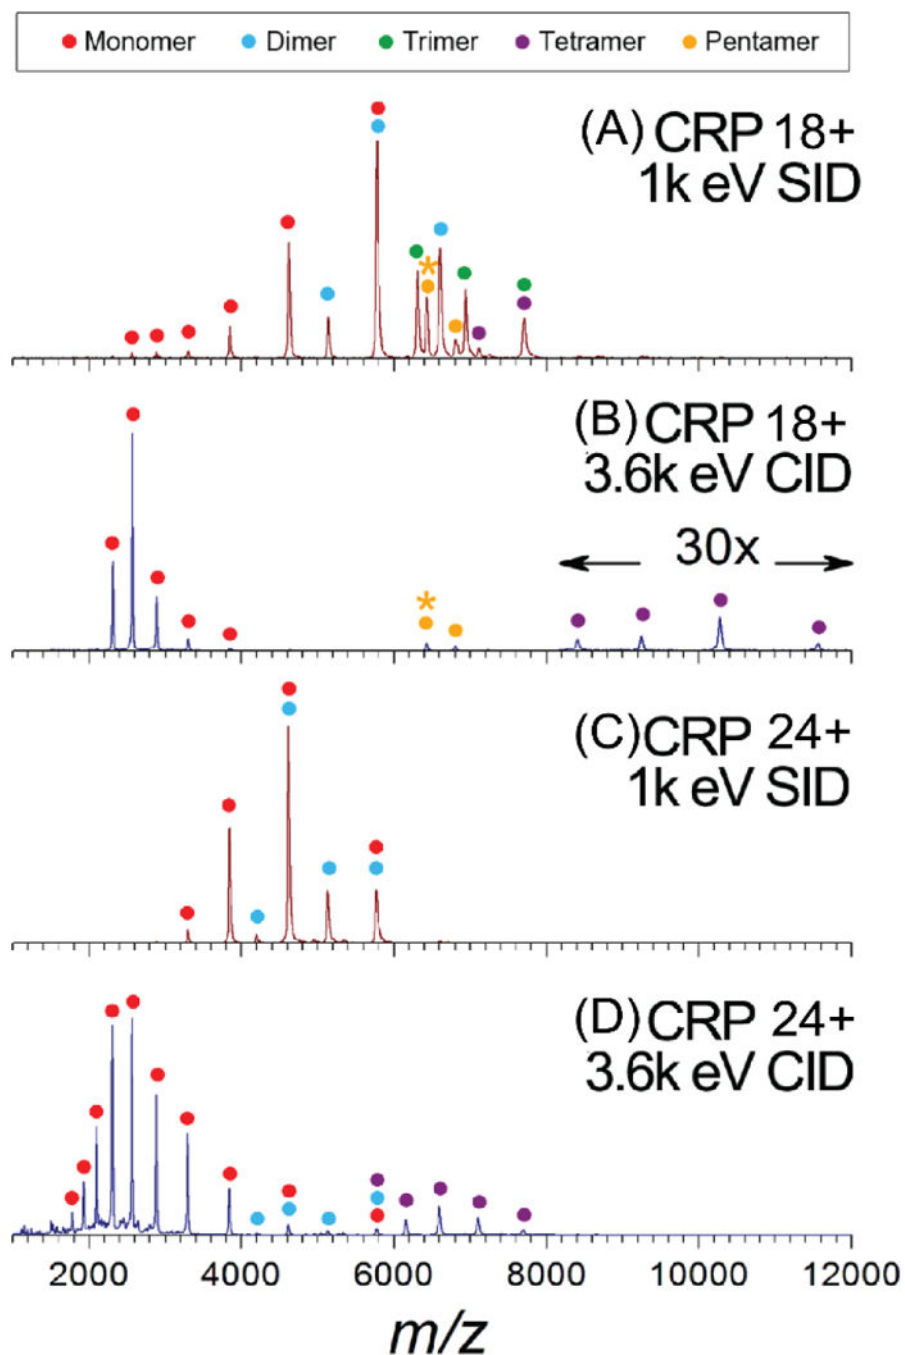 Monomer Dimer Trimer Tetramer Pentamer
(A) CRP 18+
1k eV SID
*
(B) CRP 18+
3.6k eV CID
30x
*
(C) CRP 24+
1k eV SID
(D) CRP 24+
3.6k eV CID
2000 4000 6000 8000 10000 12000
m/z